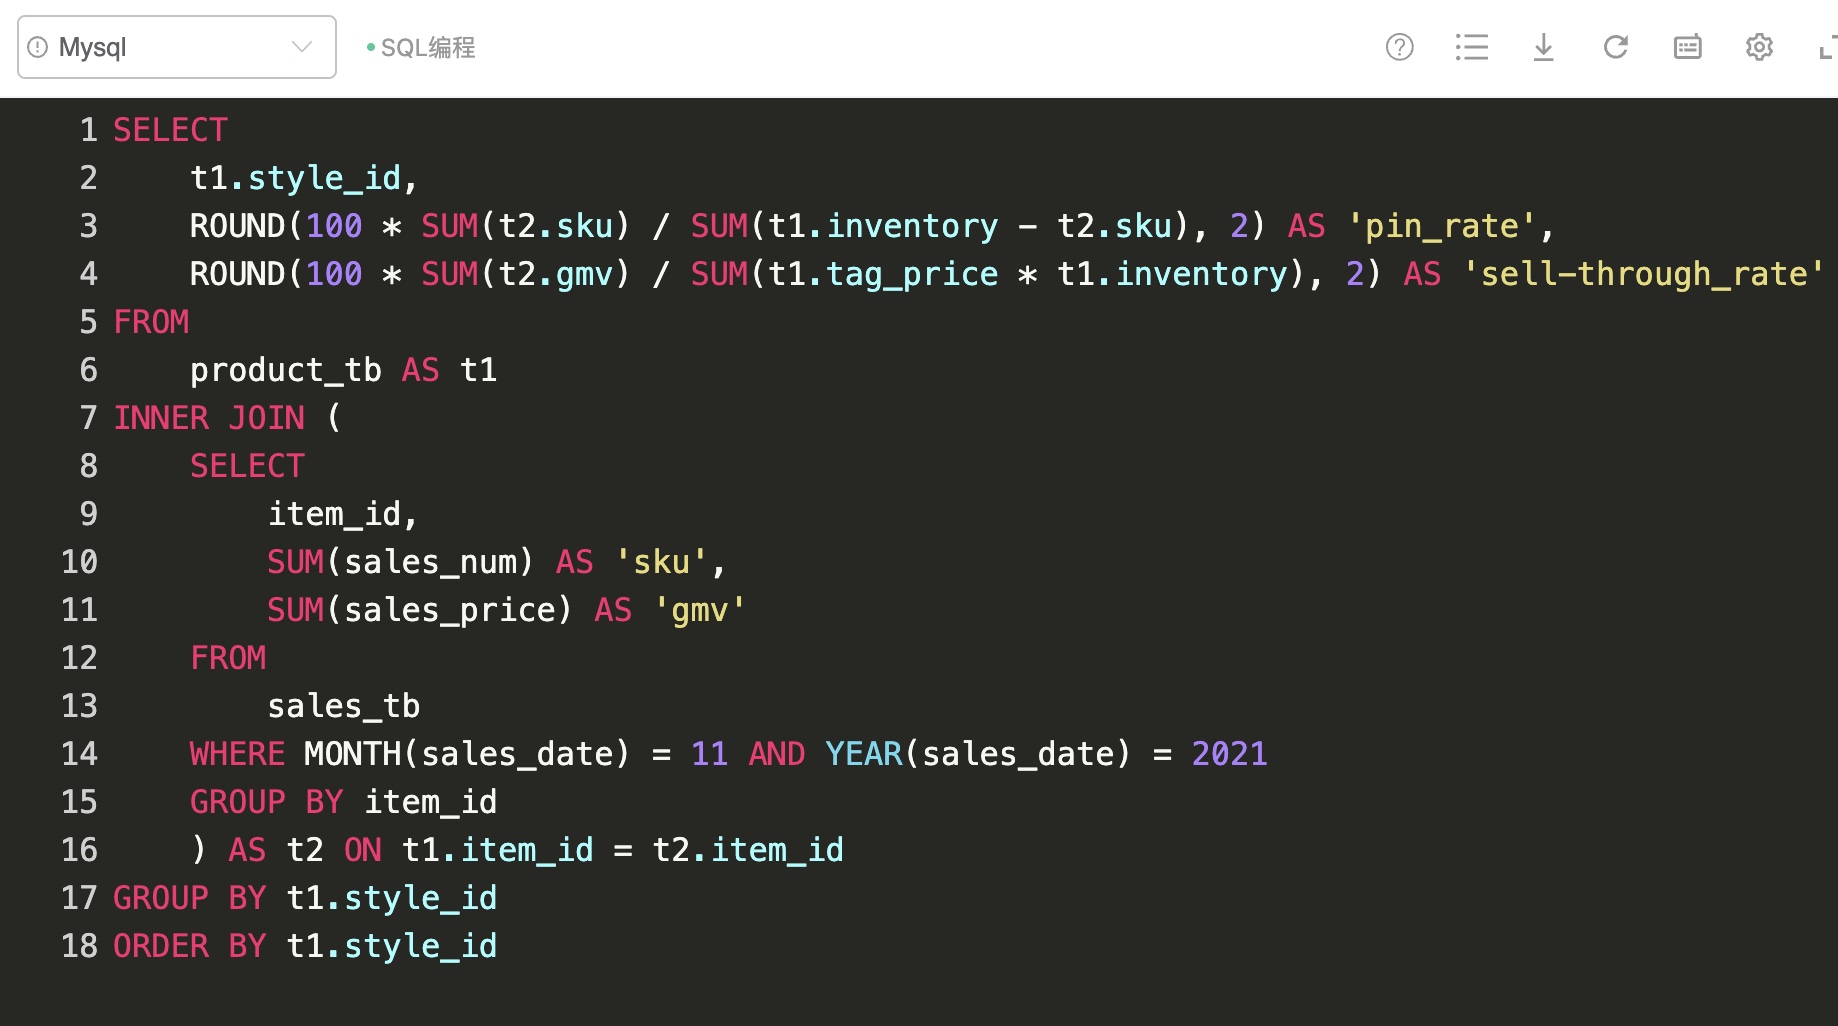 Mysql
SQL编程
1 SELECT
2 t1.style_id,
3 ROUND(100 * SUM(t2.sku) / SUM(t1.inventory - t2.sku), 2) AS 'pin_rate',
4 ROUND(100 * SUM(t2.gmv) / SUM(t1.tag_price * t1.inventory), 2) AS 'sell-through_rate'
5 FROM
6 product_tb AS t1
7 INNER JOIN (
8 SELECT
9 item_id,
10 SUM(sales_num) AS 'sku',
11 SUM(sales_price) AS 'gmv'
12 FROM
13 sales_tb
14 WHERE MONTH(sales_date) = 11 AND YEAR(sales_date) = 2021
15 GROUP BY item_id
16 ) AS t2 ON t1.item_id = t2.item_id
17 GROUP BY t1.style_id
18 ORDER BY t1.style_id